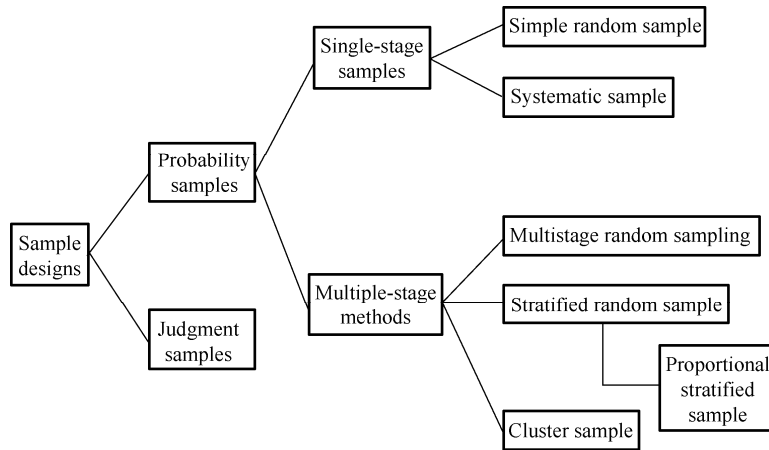 Sample
designs
Probability
samples
Judgment
samples
Single-stage
samples
Multiple-stage
methods
Simple random sample
Systematic sample
Multistage random sampling
Stratified random sample
Proportional
stratified
sample
Cluster sample